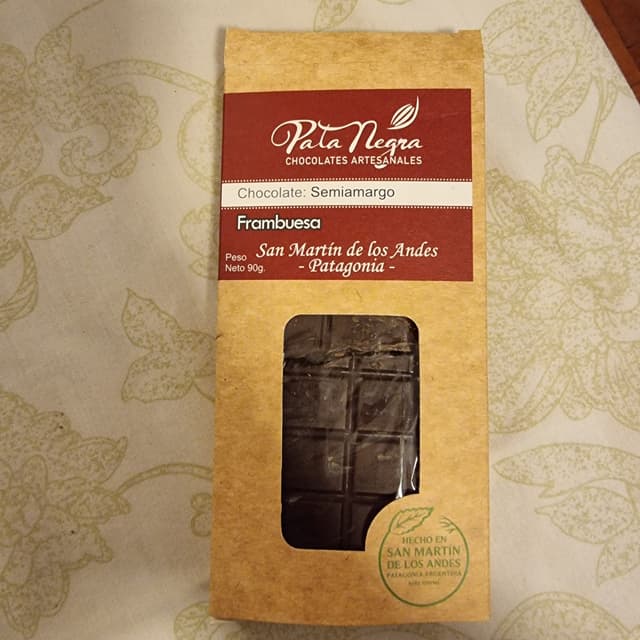 Pata Negra
CHOCOLATES ARTESANALES
Chocolate: Semiamargo
Frambuesa
San Martín de los Andes
- Patagonia -
Peso
Neto 90g.
HECHO EN
SAN MARTÍN
DE LOS ANDES
PATAGONIA ARGENTINA